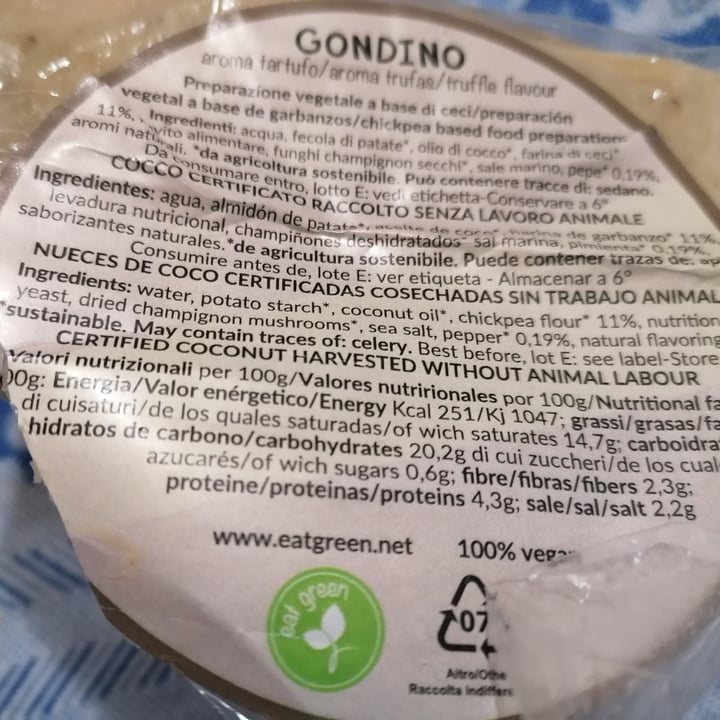 GONDINO
aroma tartufo/aroma trufas/truffle flavour
Preparazione vegetale a base di ceci/preparación
vegetal a base de garbanzos/chickpea based food preparation
11%, . Ingredienti: acqua, fecola di patate*, olio di cocco*, farina di ceci*
vito alimentare, funghi champignon secchi*, sale marino, pepe* 0,19%,
aromi naturali. *da agricoltura sostenibile. Può contenere tracce di: sedano.
Da consumare entro, lotto E: vedi etichetta-Conservare a 6°
COCCO CERTIFICATO RACCOLTO SENZA LAVORO ANIMALE
Ingredientes: agua, almidón de patata*, aceite de coco*, harina de garbanzo* 11%,
levadura nutricional, champiñones deshidratados* sal marina, pimienta* 0,19%
saborizantes naturales.*de agricultura sostenibile. Puede contener trazas de: ap
Consumire antes de, lote E: ver etiqueta - Almacenar a 6°
NUECES DE COCO CERTIFICADAS COSECHADAS SIN TRABAJO ANIMAL
Ingredients: water, potato starch*, coconut oil*, chickpea flour* 11%, nutrition
yeast, dried champignon mushrooms*, sea salt, pepper* 0,19%, natural flavoring
*sustainable. May contain traces of: celery. Best before, lot E: see label-Store
CERTIFIED COCONUT HARVESTED WITHOUT ANIMAL LABOUR
Valori nutrizionali per 100g/Valores nutririonales por 100g/Nutritional fa
00g: Energia/Valor enérgetico/Energy Kcal 251/Kj 1047; grassi/grasas/fa
di cuisaturi/de los quales saturadas/of wich saturates 14,7g; carboidra
hidratos de carbono/carbohydrates 20,2g di cui zuccheri/de los cual
azucarés/of wich sugars 0,6g; fibre/fibras/fibers 2,3g;
proteine/proteinas/proteins 4,3g; sale/sal/salt 2,2g
www.eatgreen.net 100% vega
eat green
07
Altro/Othe
Raccolta indiffere